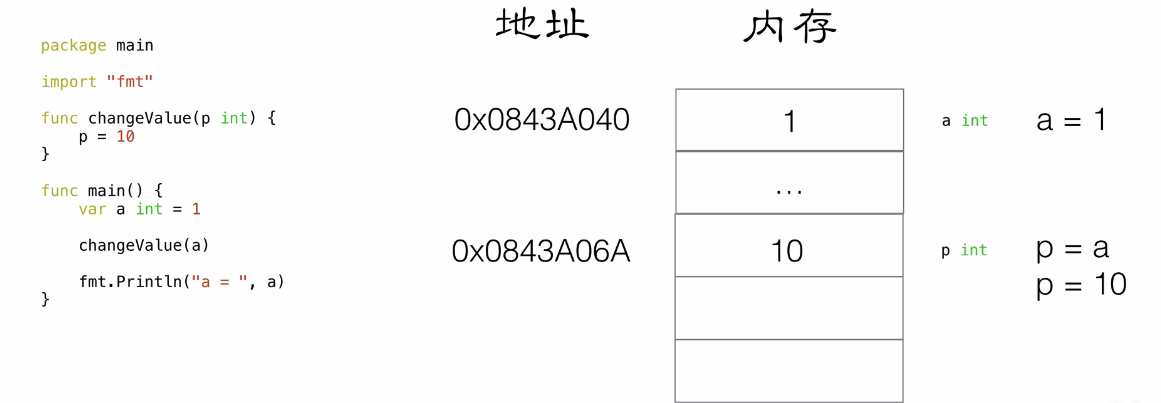 地址
内存
package main
import "fmt"
func changeValue(p int) {
    p = 10
}
func main() {
    var a int = 1
    changeValue(a)
    fmt.Println("a = ", a)
}
0x0843A040
1
a int
a = 1
...
0x0843A06A
10
p int
p = a
p = 10